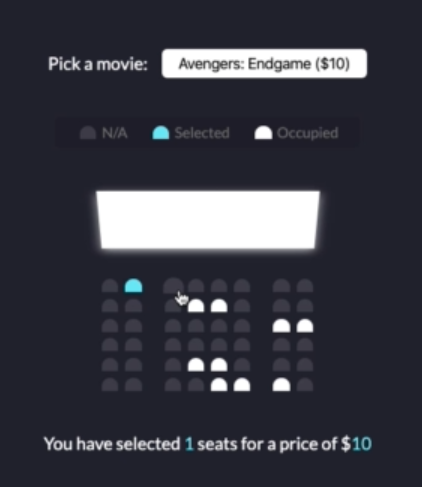 Pick a movie: Avengers: Endgame ($10)
N/A Selected Occupied
You have selected 1 seats for a price of $10